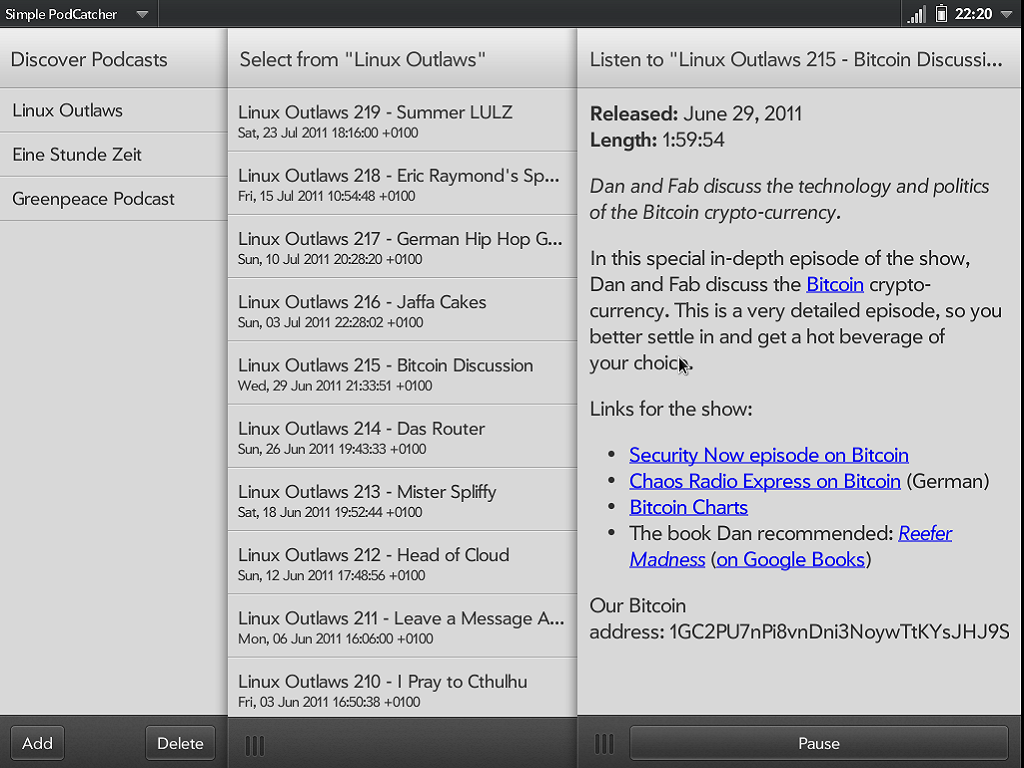 Simple PodCatcher
22:20
Discover Podcasts
Linux Outlaws
Eine Stunde Zeit
Greenpeace Podcast
Add
Delete
Select from "Linux Outlaws"
Linux Outlaws 219 - Summer LULZ
Sat, 23 Jul 2011 18:16:00 +0100
Linux Outlaws 218 - Eric Raymond's Sp...
Fri, 15 Jul 2011 10:54:48 +0100
Linux Outlaws 217 - German Hip Hop G...
Sun, 10 Jul 2011 20:28:20 +0100
Linux Outlaws 216 - Jaffa Cakes
Sun, 03 Jul 2011 22:28:02 +0100
Linux Outlaws 215 - Bitcoin Discussion
Wed, 29 Jun 2011 21:33:51 +0100
Linux Outlaws 214 - Das Router
Sun, 26 Jun 2011 19:43:33 +0100
Linux Outlaws 213 - Mister Spliffy
Sat, 18 Jun 2011 19:52:44 +0100
Linux Outlaws 212 - Head of Cloud
Sun, 12 Jun 2011 17:48:56 +0100
Linux Outlaws 211 - Leave a Message A...
Mon, 06 Jun 2011 16:06:00 +0100
Linux Outlaws 210 - I Pray to Cthulhu
Fri, 03 Jun 2011 16:50:38 +0100
Listen to "Linux Outlaws 215 - Bitcoin Discussi...
Released: June 29, 2011
Length: 1:59:54
Dan and Fab discuss the technology and politics
of the Bitcoin crypto-currency.
In this special in-depth episode of the show,
Dan and Fab discuss the Bitcoin crypto-
currency. This is a very detailed episode, so you
better settle in and get a hot beverage of
your choice.
Links for the show:
• Security Now episode on Bitcoin
• Chaos Radio Express on Bitcoin (German)
• Bitcoin Charts
• The book Dan recommended: Reefer
Madness (on Google Books)
Our Bitcoin
address: 1GC2PU7nPi8vnDni3NoywTtKYsJHJ9S
Pause